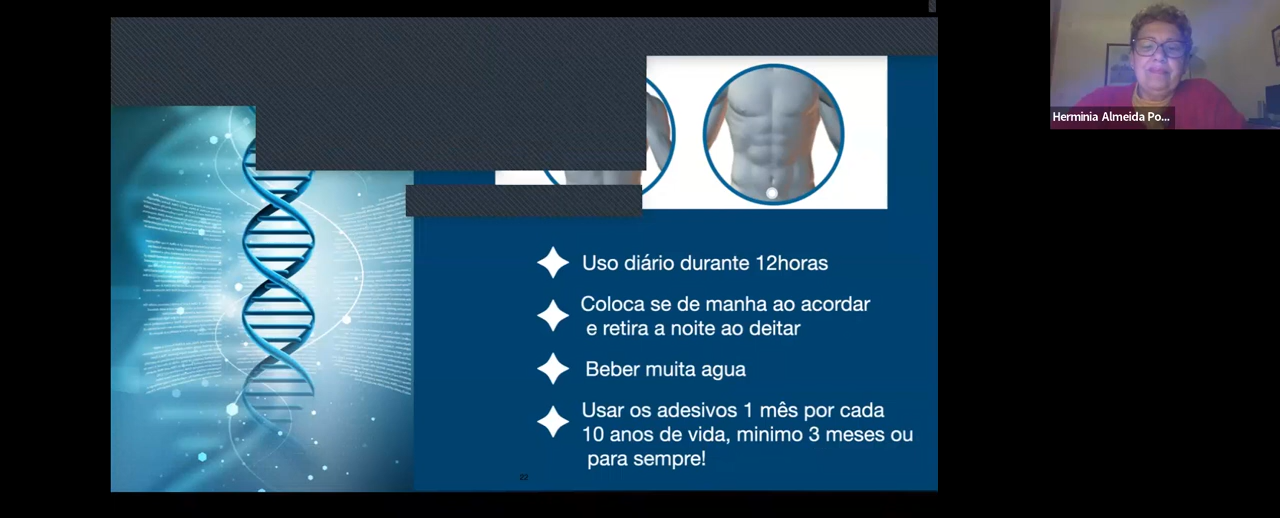 Herminia Almeida Po...
Uso diário durante 12horas
Coloca se de manha ao acordar
e retira a noite ao deitar
Beber muita agua
Usar os adesivos 1 mês por cada
10 anos de vida, minimo 3 meses ou
para sempre!
22